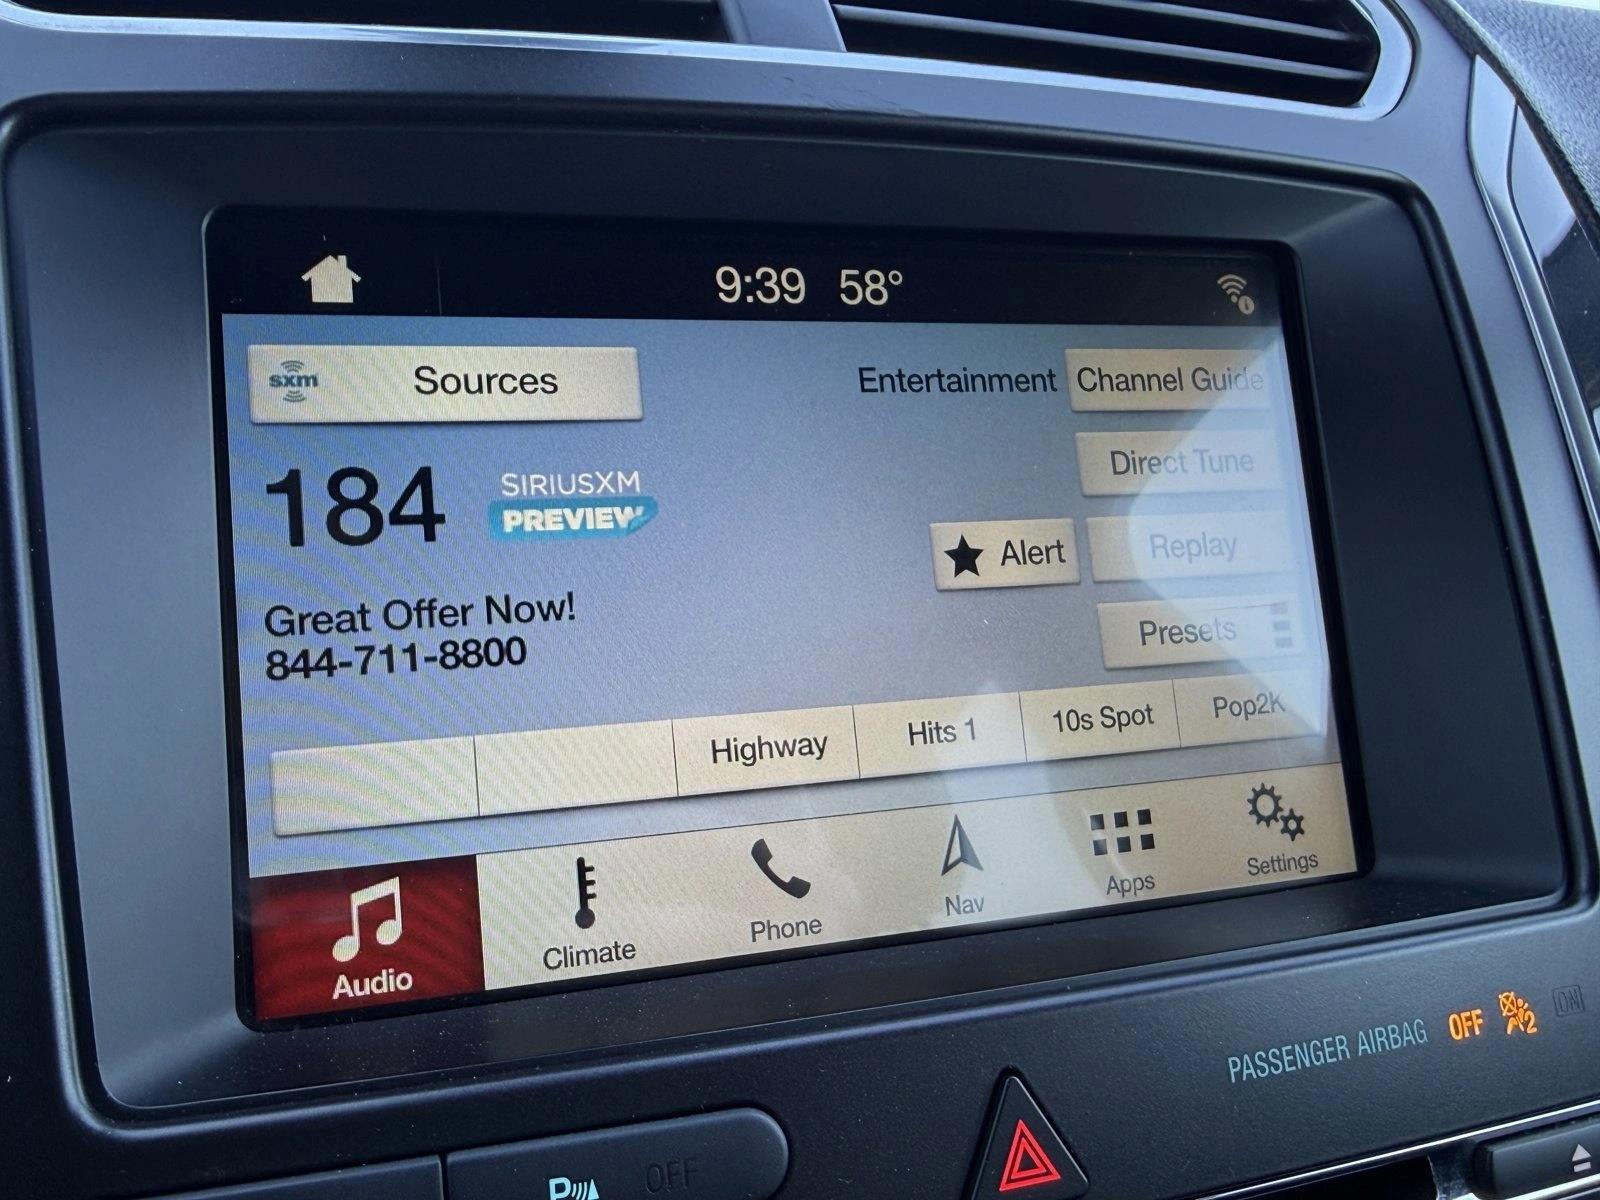 9:39 58°
sxm Sources
Entertainment Channel Guide
Direct Tune
184 SIRIUSXM
PREVIEW
Alert Replay
Great Offer Now!
844-711-8800
Presets
Highway Hits 1 10s Spot Pop2K
Audio Climate Phone Nav Apps Settings
PASSENGER AIRBAG OFF 2 ON
P OFF